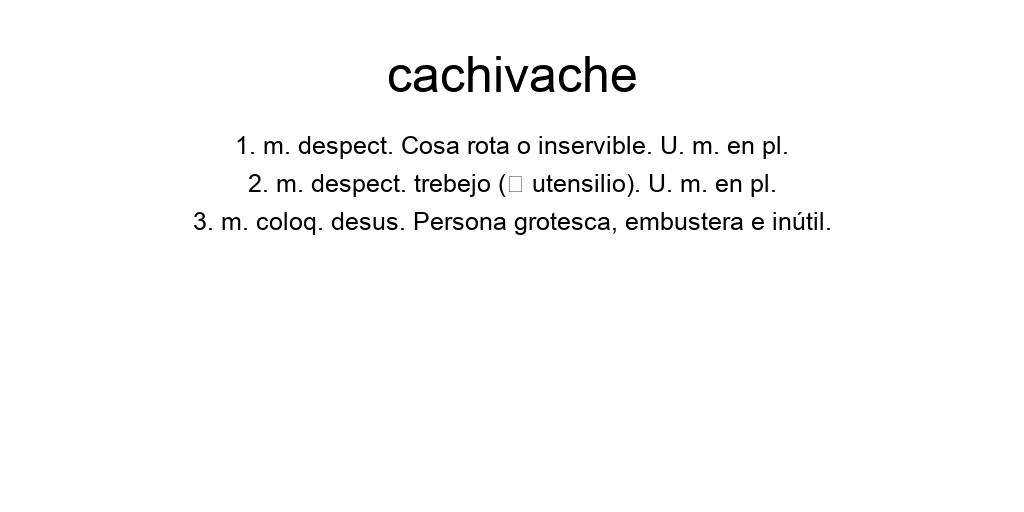 cachivache
1. m. despect. Cosa rota o inservible. U. m. en pl.
2. m. despect. trebejo (□ utensilio). U. m. en pl.
3. m. coloq. desus. Persona grotesca, embustera e inútil.